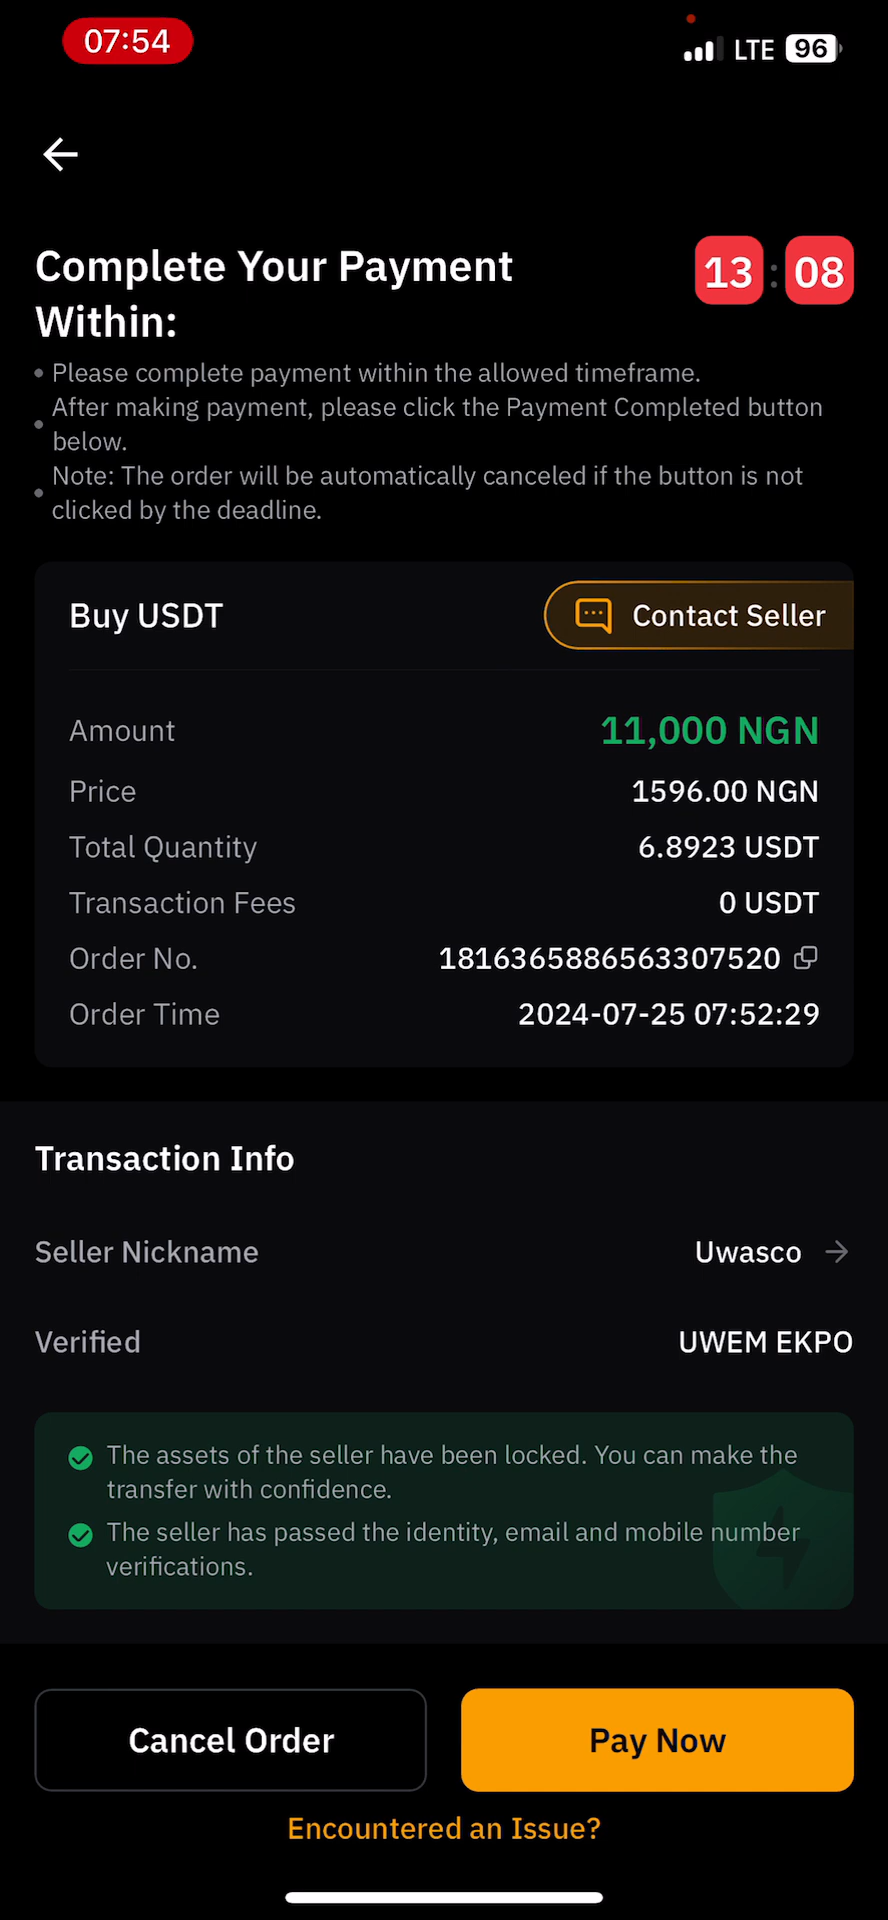 07:54
LTE 96
Complete Your Payment
Within:
13 : 08
Please complete payment within the allowed timeframe.
After making payment, please click the Payment Completed button
below.
Note: The order will be automatically canceled if the button is not
clicked by the deadline.
Buy USDT
Contact Seller
Amount 11,000 NGN
Price 1596.00 NGN
Total Quantity 6.8923 USDT
Transaction Fees 0 USDT
Order No. 1816365886563307520
Order Time 2024-07-25 07:52:29
Transaction Info
Seller Nickname Uwasco
Verified UWEM EKPO
The assets of the seller have been locked. You can make the
transfer with confidence.
The seller has passed the identity, email and mobile number
verifications.
Cancel Order
Pay Now
Encountered an Issue?